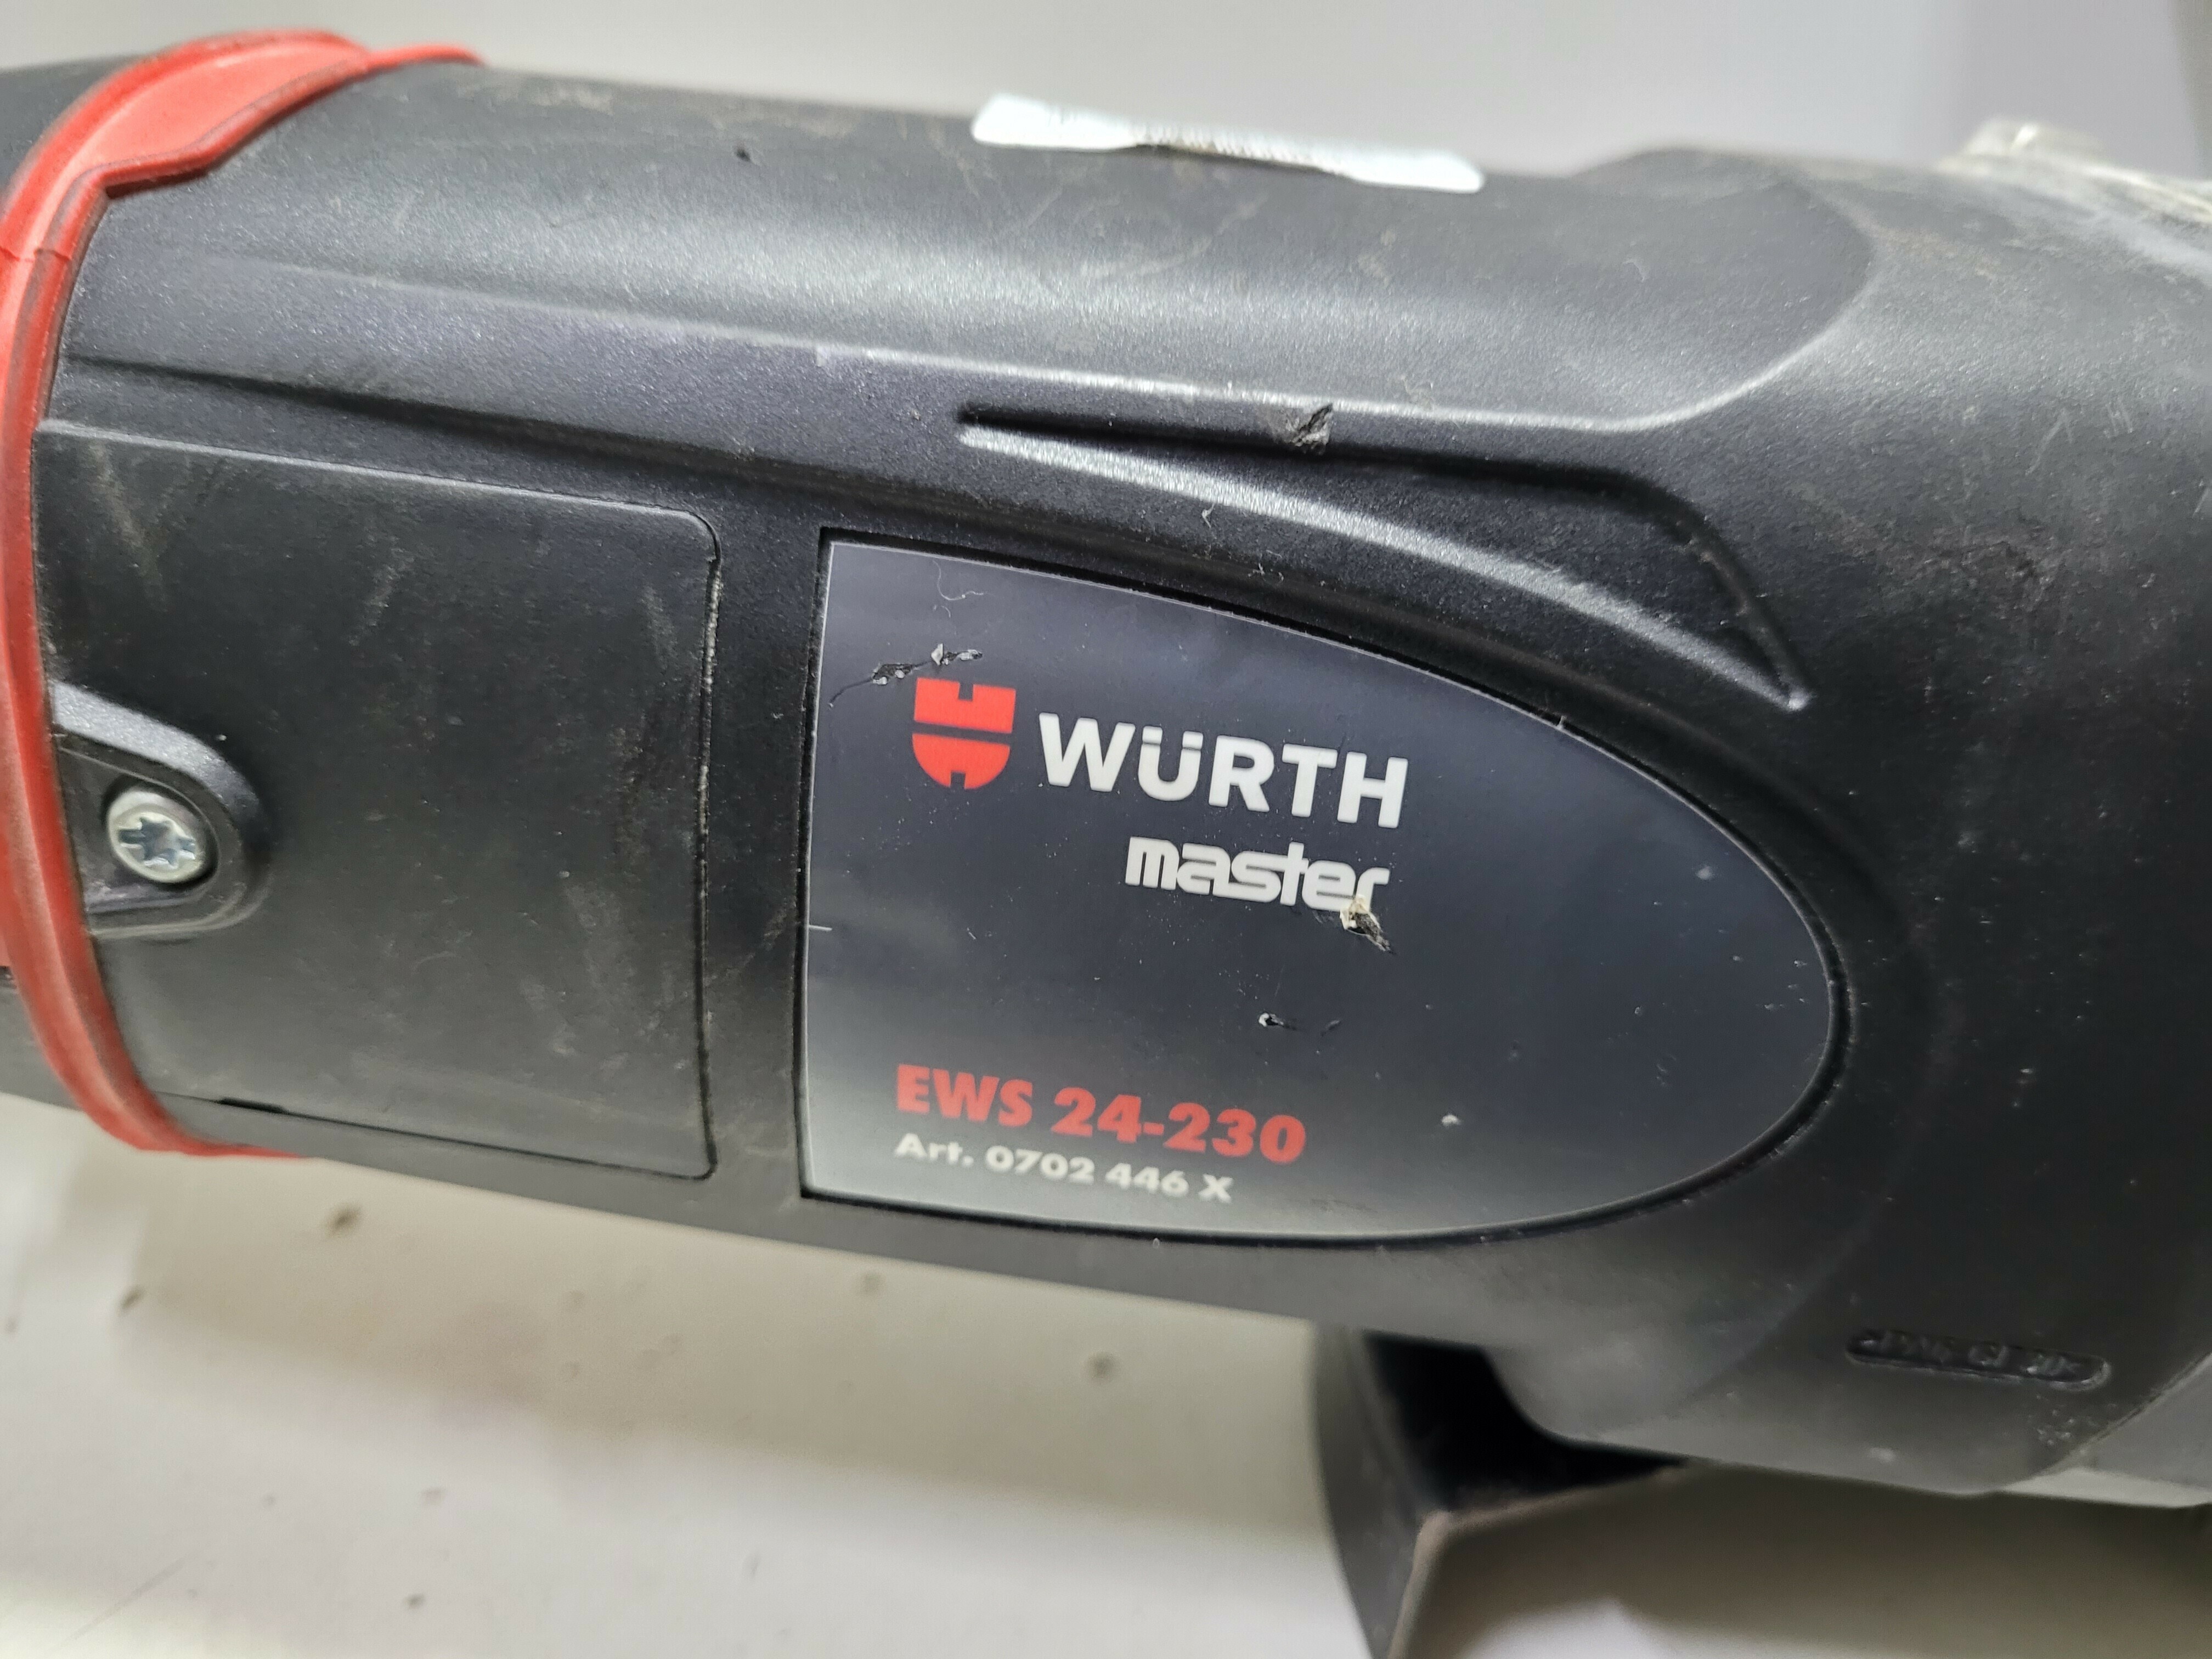 WÜRTH
master
EWS 24-230
Art. 0702 446 X